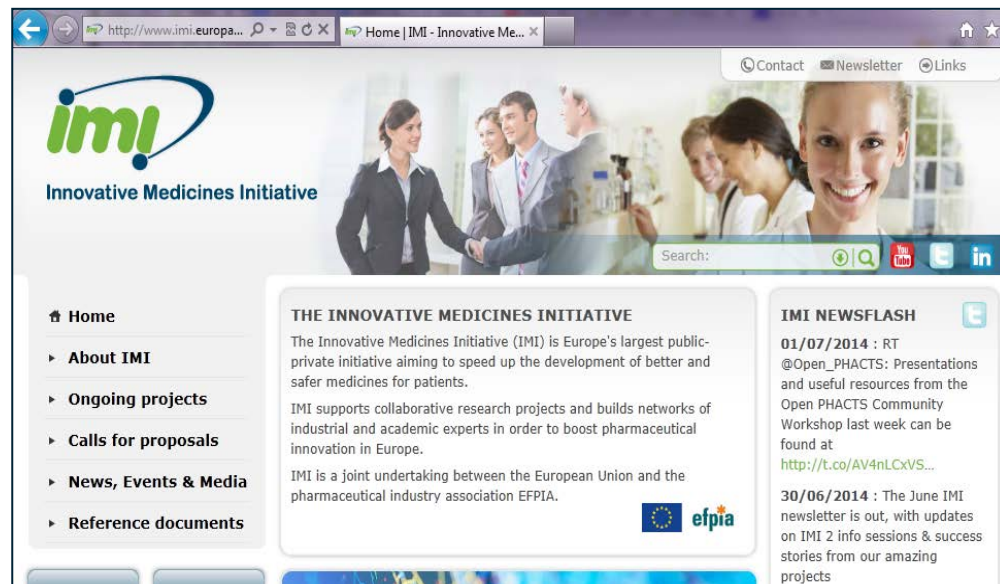 http://www.imi.europa...
Home | IMI - Innovative Me...
Contact Newsletter Links
imi
Innovative Medicines Initiative
Search:
You Tube
in
Home
About IMI
Ongoing projects
Calls for proposals
News, Events & Media
Reference documents
THE INNOVATIVE MEDICINES INITIATIVE
The Innovative Medicines Initiative (IMI) is Europe's largest public-
private initiative aiming to speed up the development of better and
safer medicines for patients.
IMI supports collaborative research projects and builds networks of
industrial and academic experts in order to boost pharmaceutical
innovation in Europe.
IMI is a joint undertaking between the European Union and the
pharmaceutical industry association EFPIA.
efpia
IMI NEWSFLASH
01/07/2014 : RT
@Open_PHACTS: Presentations
and useful resources from the
Open PHACTS Community
Workshop last week can be
found at
http://t.co/AV4nLCxVS...
30/06/2014 : The June IMI
newsletter is out, with updates
on IMI 2 info sessions & success
stories from our amazing
projects